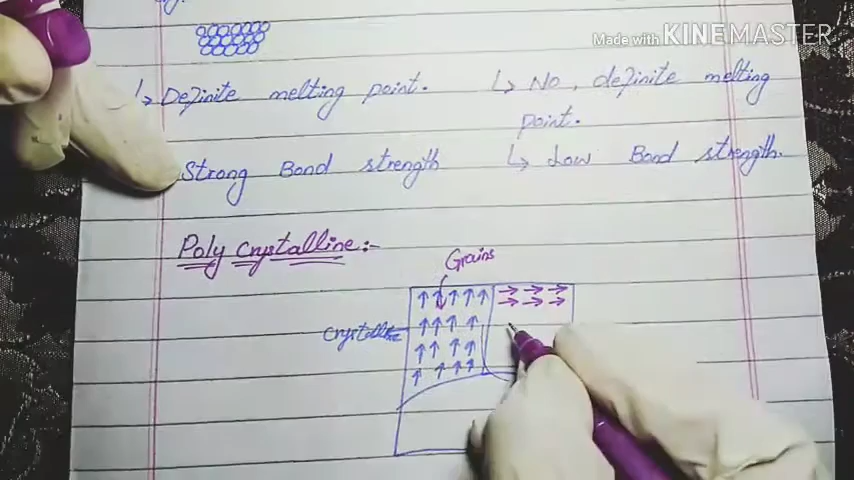 Made with KINEMASTER
↳ Definite melting point.
↳ No, definite melting
point.
Strong Bond strength
↳ Low Bond strength.
Poly crystalline:-
Grains
crystalline